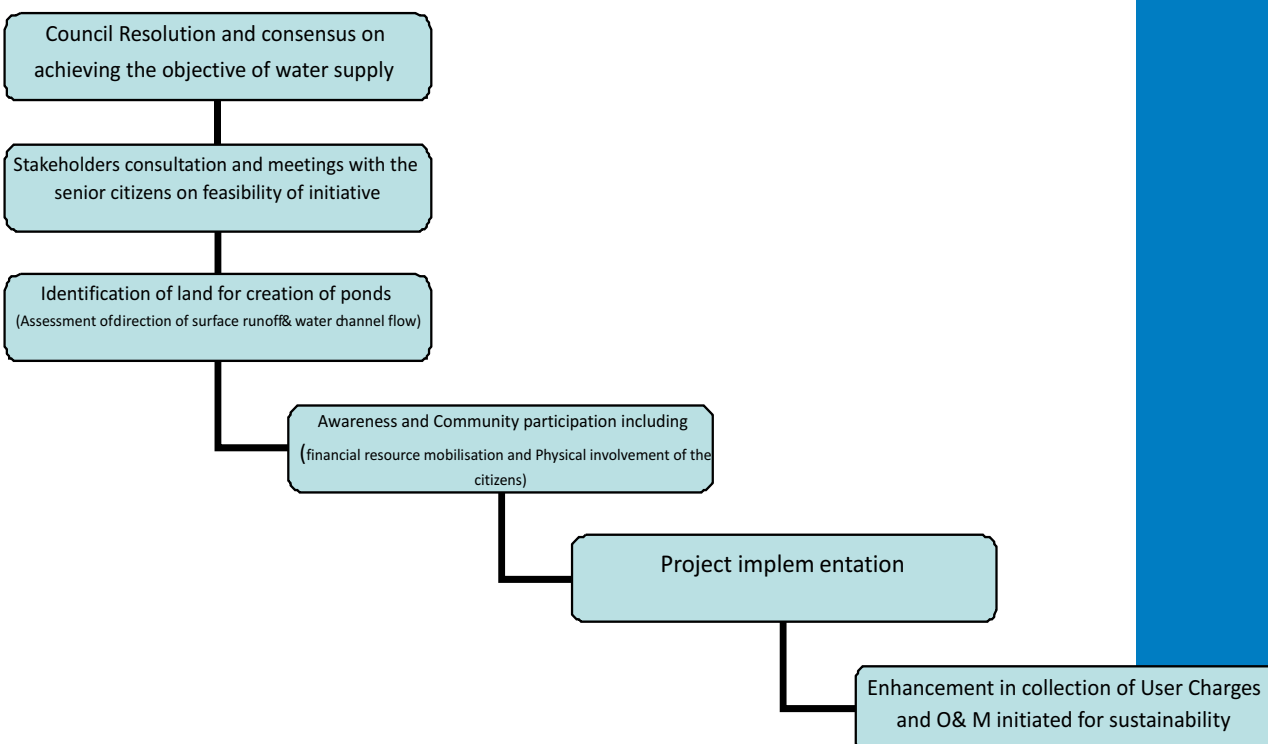 Council Resolution and consensus on
achieving the objective of water supply
Stakeholders consultation and meetings with the
senior citizens on feasibility of initiative
Identification of land for creation of ponds
(Assessment ofdirection of surface runoff& water channel flow)
Awareness and Community participation including
(financial resource mobilisation and Physical involvement of the
citizens)
Project implem entation
Enhancement in collection of User Charges
and O& M initiated for sustainability